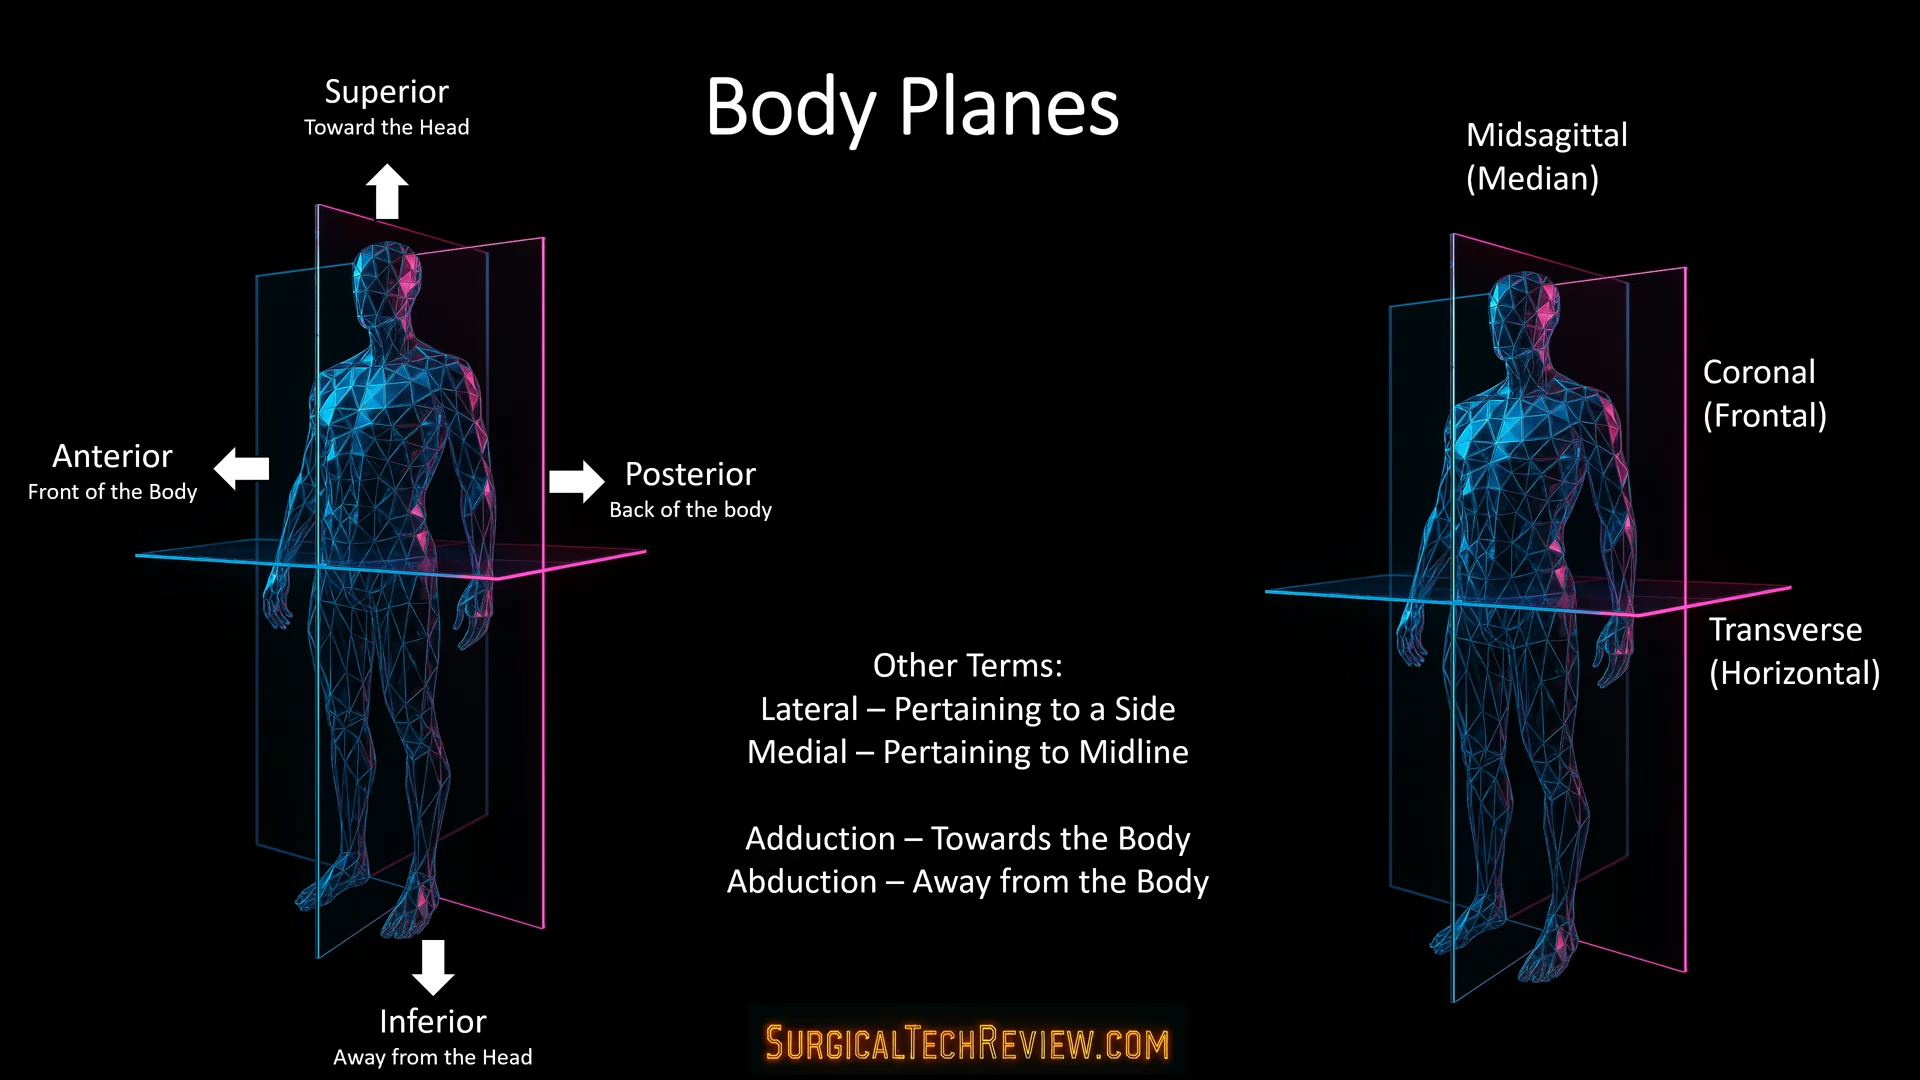 Body Planes
Superior
Toward the Head
Anterior
Front of the Body
Posterior
Back of the body
Inferior
Away from the Head
Other Terms:
Lateral – Pertaining to a Side
Medial – Pertaining to Midline
Adduction – Towards the Body
Abduction – Away from the Body
Midsagittal
(Median)
Coronal
(Frontal)
Transverse
(Horizontal)
SurgicalTechReview.com